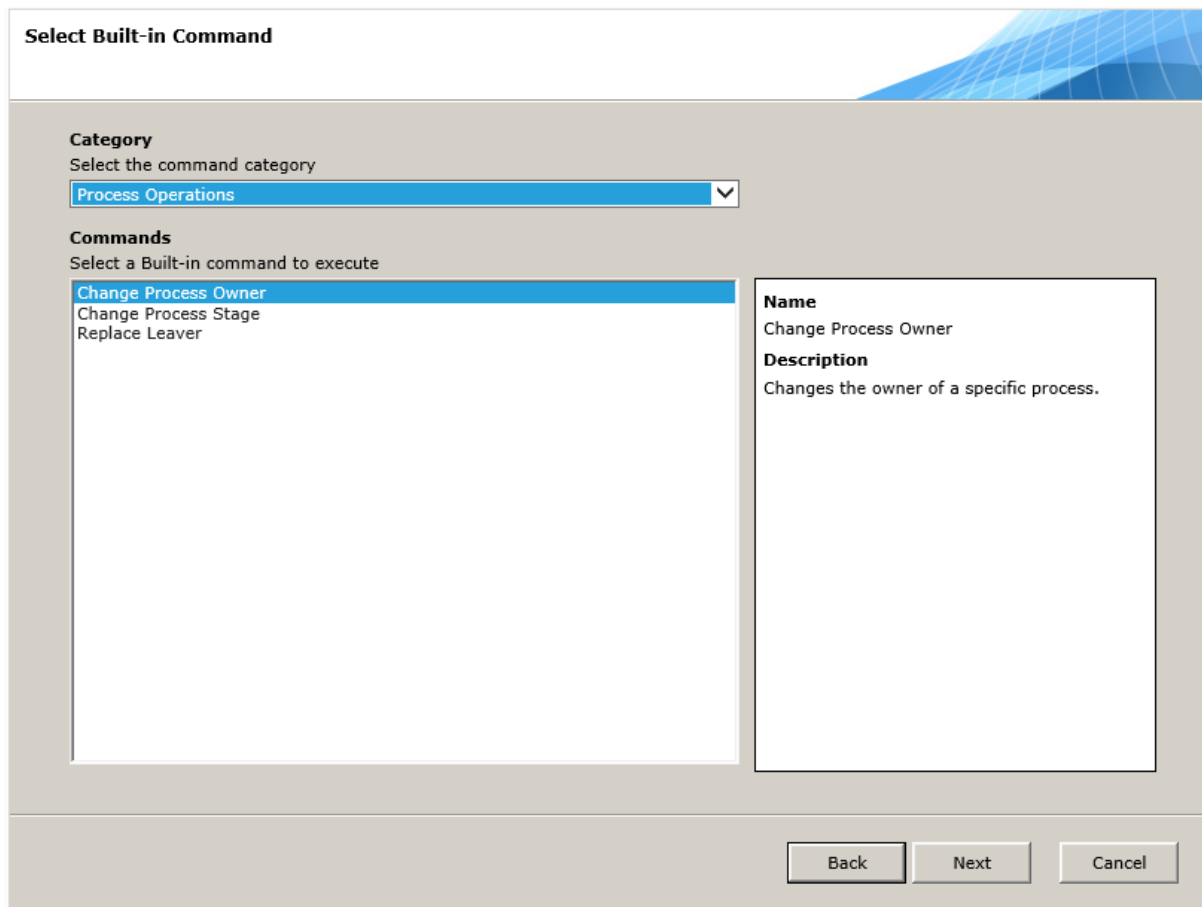 Select Built-in Command
Category
Select the command category
Process Operations
Commands
Select a Built-in command to execute
Change Process Owner
Change Process Stage
Replace Leaver
Name
Change Process Owner
Description
Changes the owner of a specific process.
Back
Next
Cancel